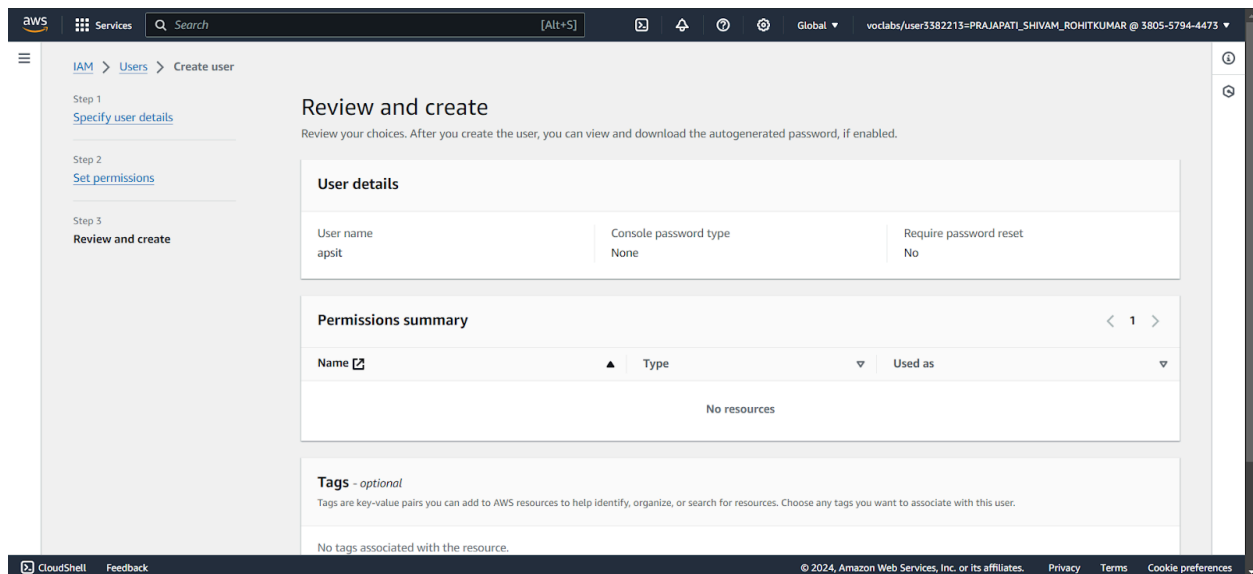 aws Services Search [Alt+S] Global voclabs/user3382213=PRAJAPATI_SHIVAM_ROHITKUMAR @ 3805-5794-4473
IAM > Users > Create user
Step 1
Specify user details
Step 2
Set permissions
Step 3
Review and create
Review and create
Review your choices. After you create the user, you can view and download the autogenerated password, if enabled.
User details
User name Console password type Require password reset
apsit None No
Permissions summary 1
Name Type Used as
No resources
Tags - optional
Tags are key-value pairs you can add to AWS resources to help identify, organize, or search for resources. Choose any tags you want to associate with this user.
No tags associated with the resource.
CloudShell Feedback © 2024, Amazon Web Services, Inc. or its affiliates. Privacy Terms Cookie preferences